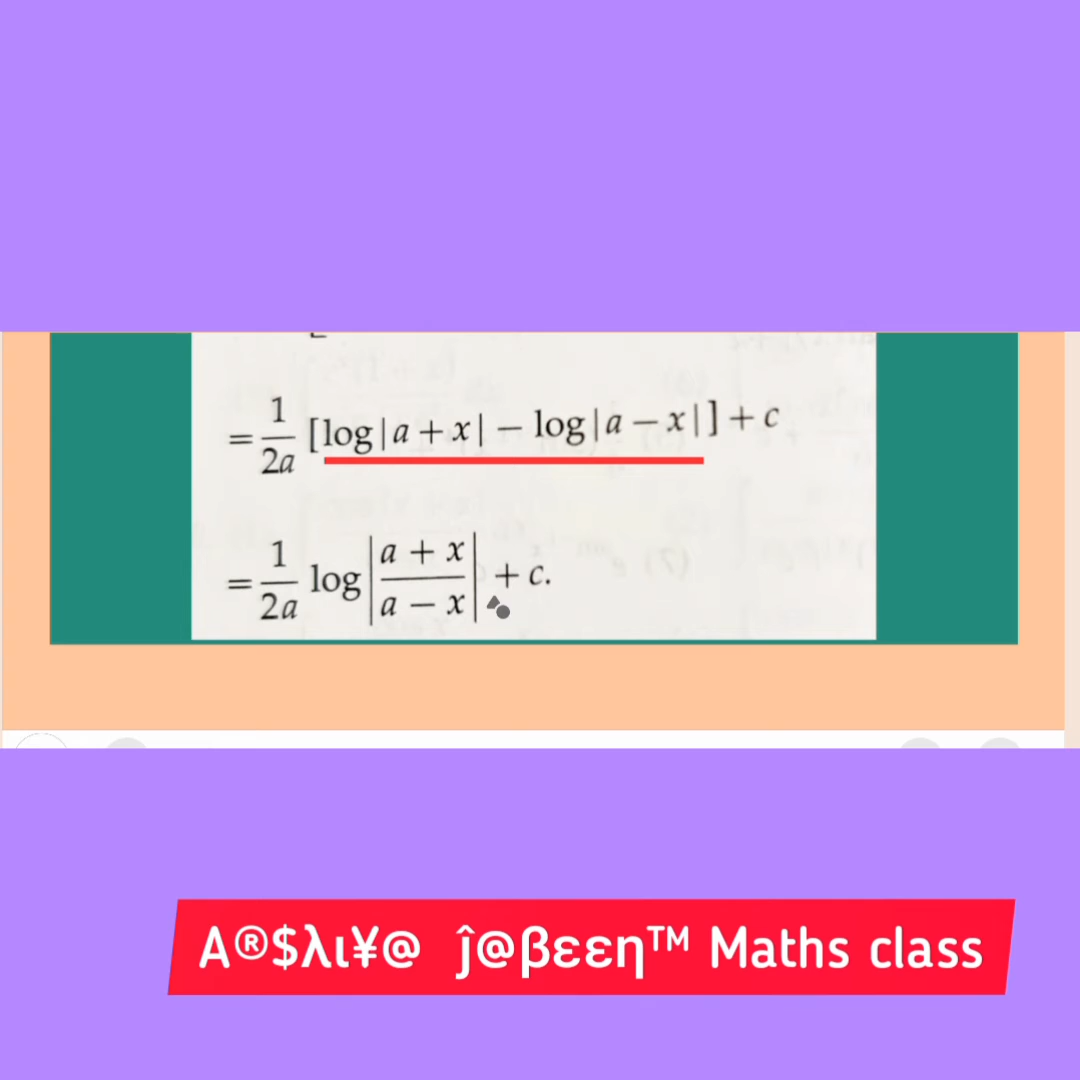 = 1/2a [log|a + x| − log|a − x|] + c
= 1/2a log|a + x/a − x| + c.
A®$λι¥@ ĵ@βεεη™ Maths class